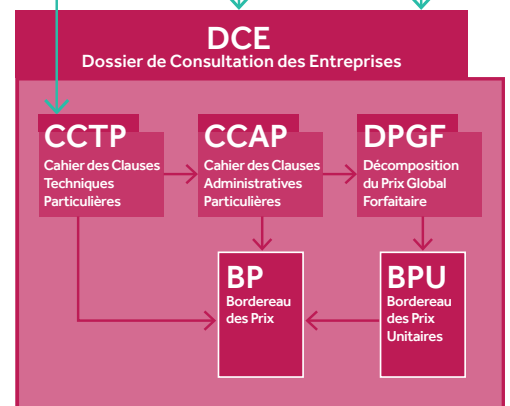 DCE
Dossier de Consultation des Entreprises
CCTP
Cahier des Clauses
Techniques
Particulières
CCAP
Cahier des Clauses
Administratives
Particulières
DPGF
Décomposition
du Prix Global
Forfaitaire
BP
Bordereau
des Prix
BPU
Bordereau
des Prix
Unitaires